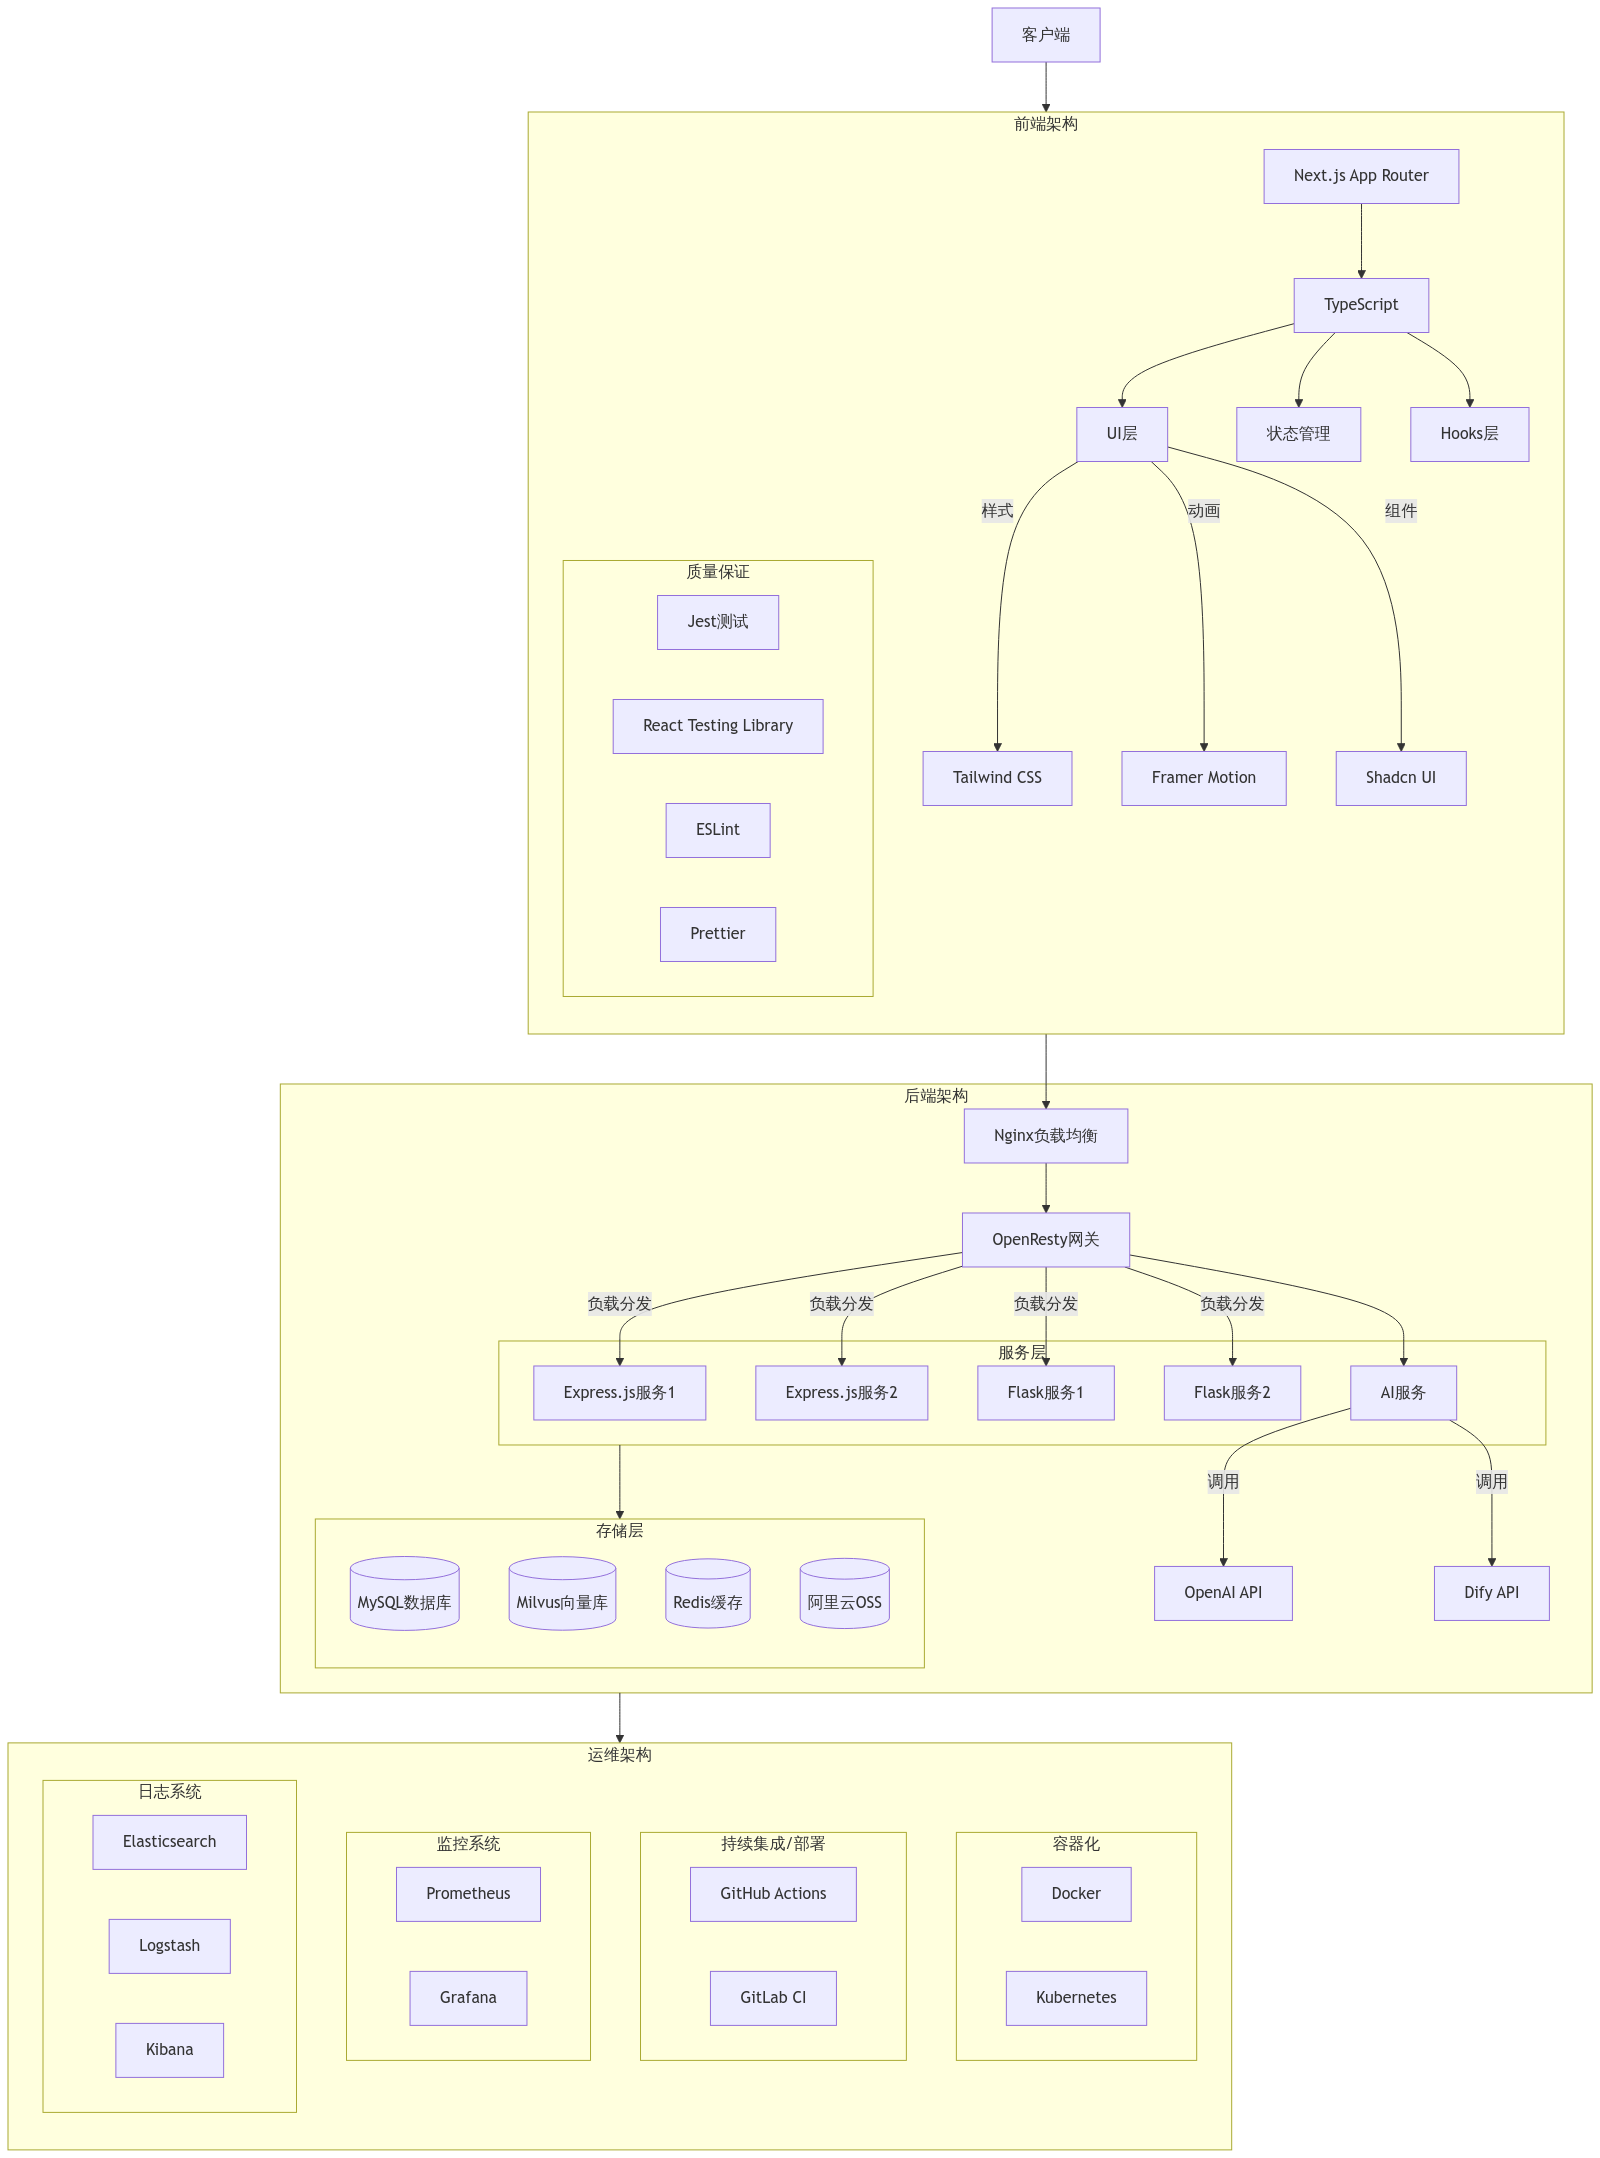 客户端
前端架构
Next.js App Router
TypeScript
UI层
状态管理
Hooks层
样式
动画
组件
质量保证
Jest测试
React Testing Library
Tailwind CSS
Framer Motion
Shadcn UI
ESLint
Prettier
后端架构
Nginx负载均衡
OpenResty网关
负载分发
负载分发
负载分发
负载分发
服务层
Express.js服务1
Express.js服务2
Flask服务1
Flask服务2
AI服务
调用
调用
存储层
MySQL数据库
Milvus向量库
Redis缓存
阿里云OSS
OpenAI API
Dify API
运维架构
日志系统
Elasticsearch
Logstash
Kibana
监控系统
Prometheus
Grafana
持续集成/部署
GitHub Actions
GitLab CI
容器化
Docker
Kubernetes